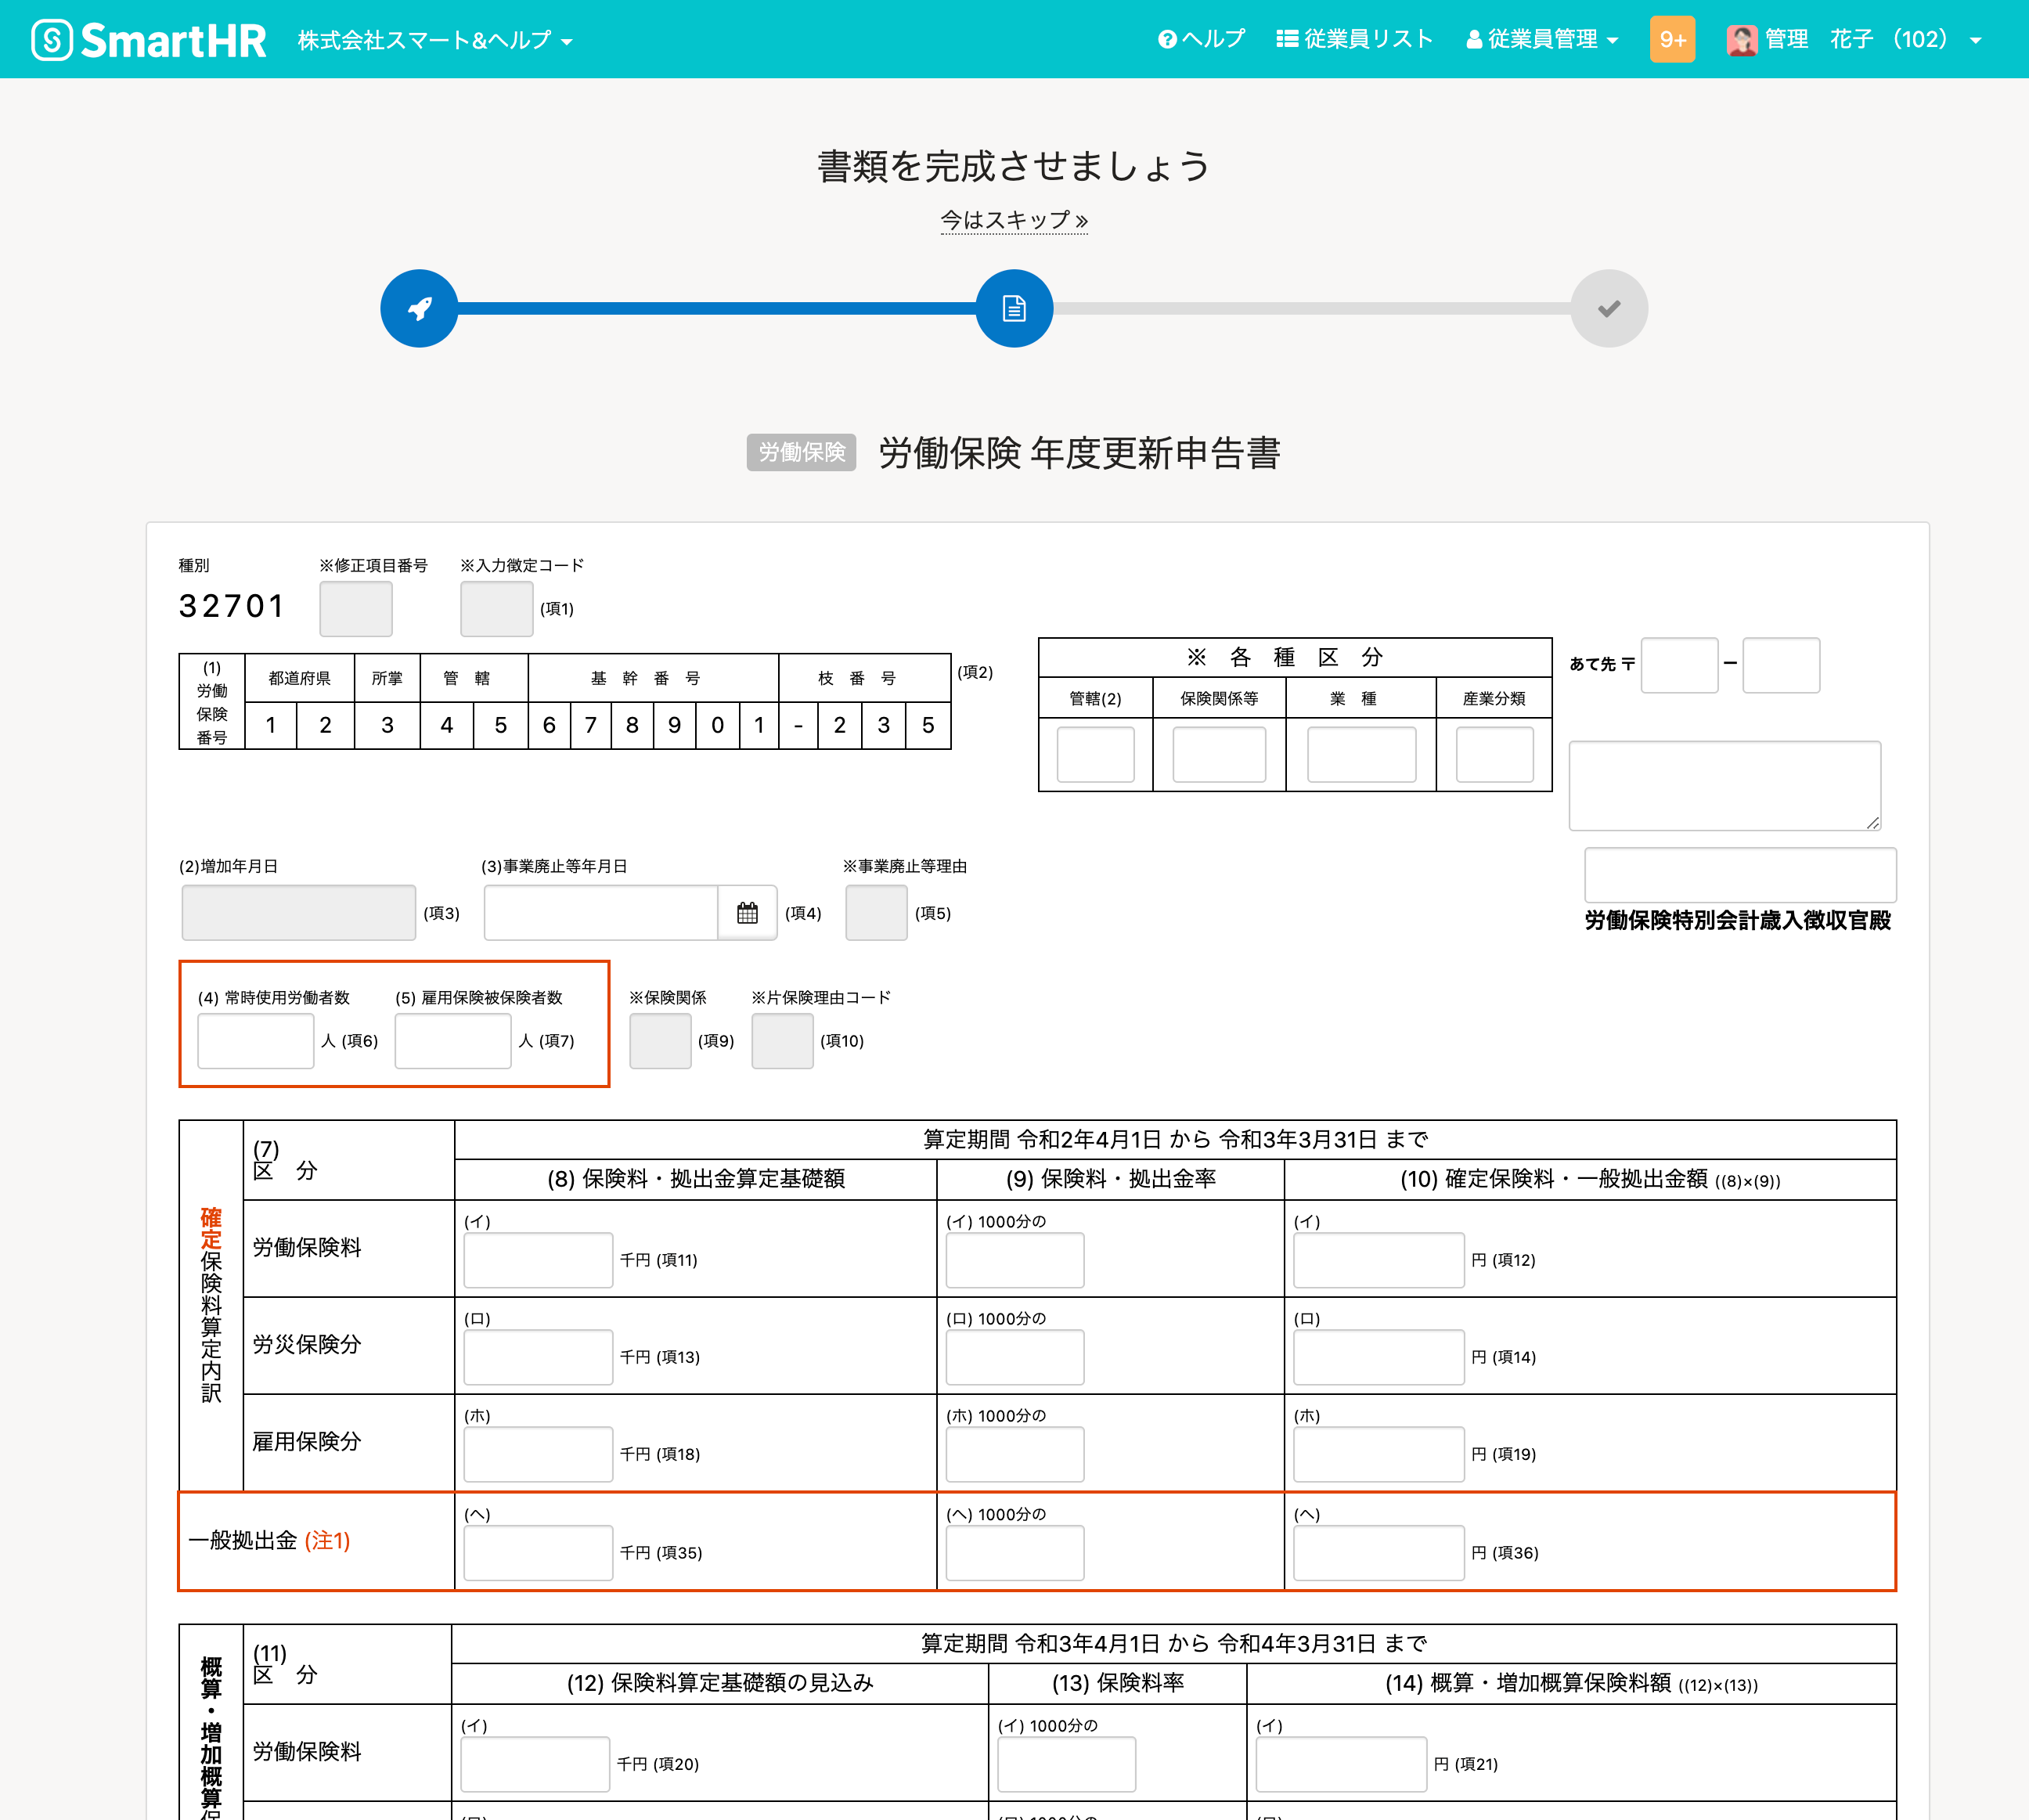 SmartHR 株式会社スマート&ヘルプ ヘルプ 従業員リスト 従業員管理 9+ 管理 花子 （102）
書類を完成させましょう
今はスキップ »
労働保険 労働保険 年度更新申告書
種別 ※修正項目番号 ※入力徴定コード
32701 (項1)
(1) 労働保険番号 都道府県 所掌 管轄 基幹番号 枝番号 (項2)
1 2 3 4 5 6 7 8 9 0 1 - 2 3 5
※ 各 種 区 分
管轄(2) 保険関係等 業 種 産業分類
あて先 〒 ー
労働保険特別会計歳入徴収官殿
(2)増加年月日 (3)事業廃止等年月日 ※事業廃止等理由
(項3) (項4) (項5)
(4) 常時使用労働者数 (5) 雇用保険被保険者数 ※保険関係 ※片保険理由コード
人 (項6) 人 (項7) (項9) (項10)
確定保険料算定内訳
(7) 区 分
算定期間 令和2年4月1日 から 令和3年3月31日 まで
(8) 保険料・拠出金算定基礎額 (9) 保険料・拠出金率 (10) 確定保険料・一般拠出金額 ((8)×(9))
労働保険料
(イ) (イ) 1000分の (イ)
千円 (項11) 円 (項12)
労災保険分
(ロ) (ロ) 1000分の (ロ)
千円 (項13) 円 (項14)
雇用保険分
(ホ) (ホ) 1000分の (ホ)
千円 (項18) 円 (項19)
一般拠出金 (注1)
(ヘ) (ヘ) 1000分の (ヘ)
千円 (項35) 円 (項36)
概算・増加概算保
(11) 区 分
算定期間 令和3年4月1日 から 令和4年3月31日 まで
(12) 保険料算定基礎額の見込み (13) 保険料率 (14) 概算・増加概算保険料額 ((12)×(13))
労働保険料
(イ) (イ) 1000分の (イ)
千円 (項20) 円 (項21)